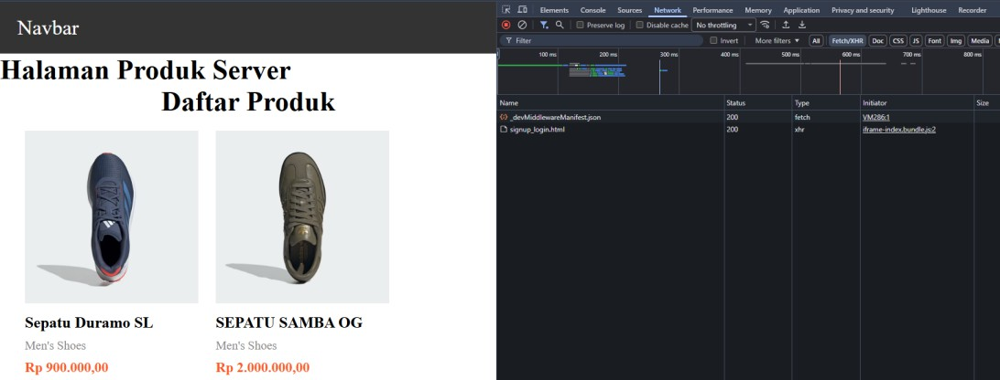 Navbar
Halaman Produk Server
Daftar Produk
Sepatu Duramo SL
Men's Shoes
Rp 900.000,00
SEPATU SAMBA OG
Men's Shoes
Rp 2.000.000,00
Elements Console Sources Network Performance Memory Application Privacy and security Lighthouse Recorder
Preserve log Disable cache No throttling
Filter Invert More filters All Fetch/XHR Doc CSS JS Font Img Media
100 ms 200 ms 300 ms 400 ms 500 ms 600 ms 700 ms 800 ms
Name Status Type Initiator Size
_devMiddlewareManifest.json 200 fetch VM286:1
signup_login.html 200 xhr iframe-index.bundle.js:2